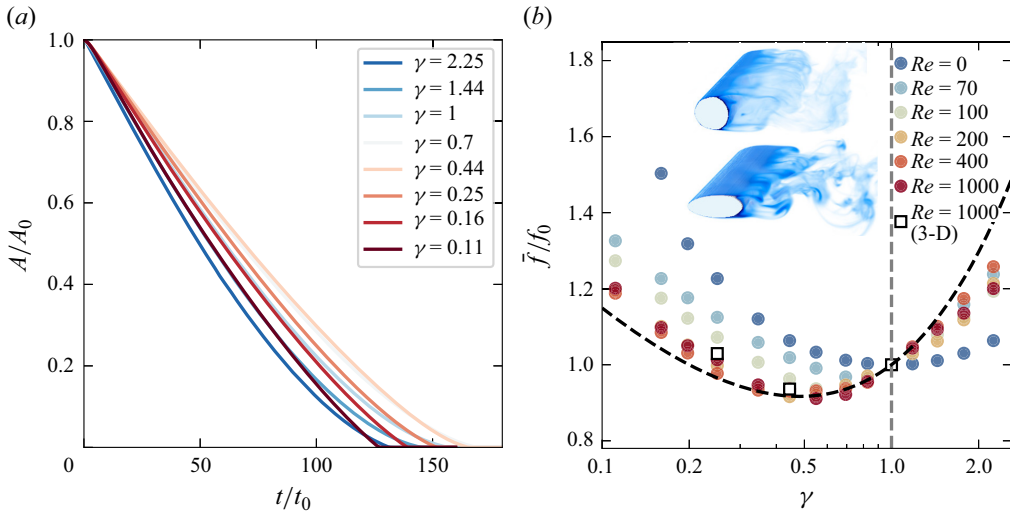 (a)
1.0
0.8
0.6
0.4
0.2
0
50
100
150
A/A₀
t/t₀
γ = 2.25
γ = 1.44
γ = 1
γ = 0.7
γ = 0.44
γ = 0.25
γ = 0.16
γ = 0.11
(b)
1.8
1.6
1.4
1.2
1.0
0.8
0.1
0.2
0.5
1.0
2.0
f̄/f₀
γ
Re = 0
Re = 70
Re = 100
Re = 200
Re = 400
Re = 1000
Re = 1000
(3-D)